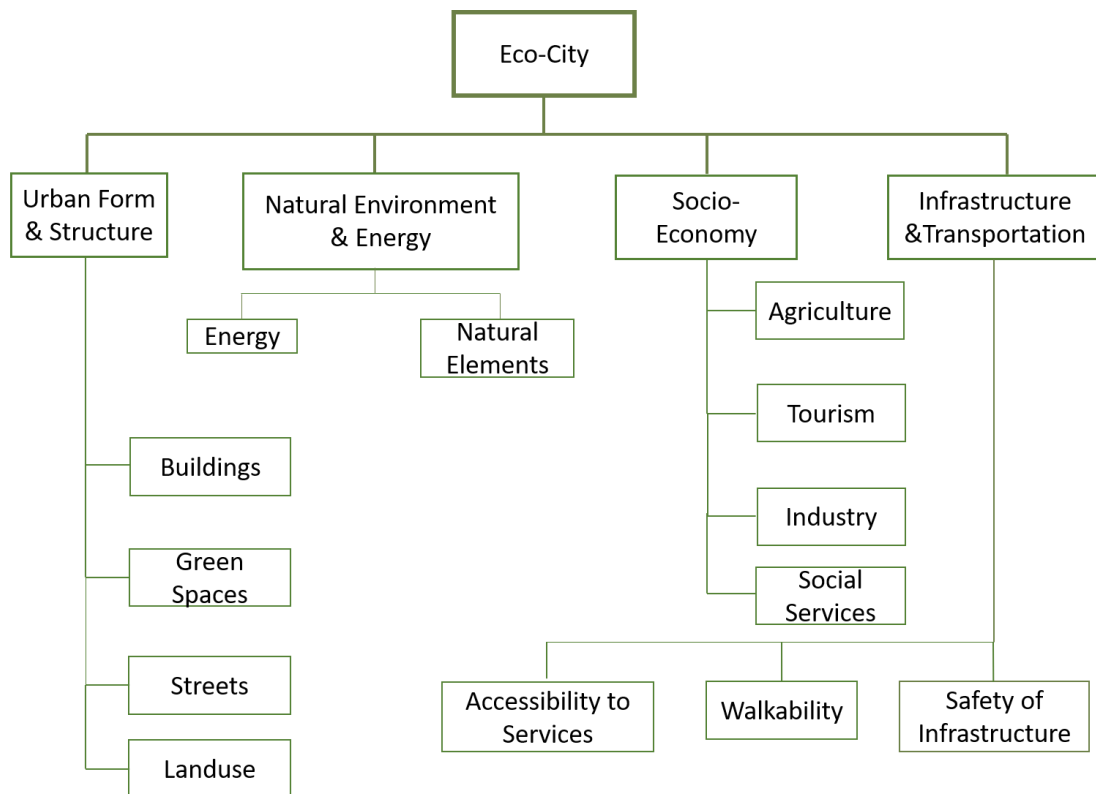 Eco-City
Urban Form
& Structure
Natural Environment
& Energy
Socio-
Economy
Infrastructure
&Transportation
Energy
Natural
Elements
Agriculture
Tourism
Buildings
Industry
Green
Spaces
Social
Services
Streets
Accessibility to
Services
Walkability
Safety of
Infrastructure
Landuse